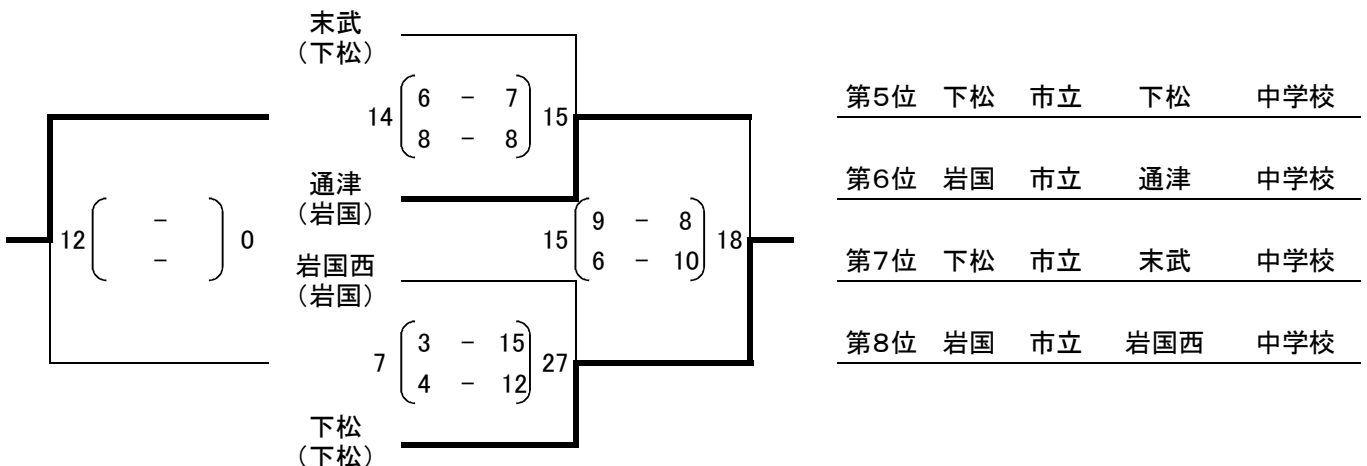 末武
（下松）
14 6 - 7 15
8 - 8
通津
（岩国）
12 - 0
-
岩国西
（岩国）
15 9 - 8 18
6 - 10
7 3 - 15 27
4 - 12
下松
（下松）
第5位 下松 市立 下松 中学校
第6位 岩国 市立 通津 中学校
第7位 下松 市立 末武 中学校
第8位 岩国 市立 岩国西 中学校